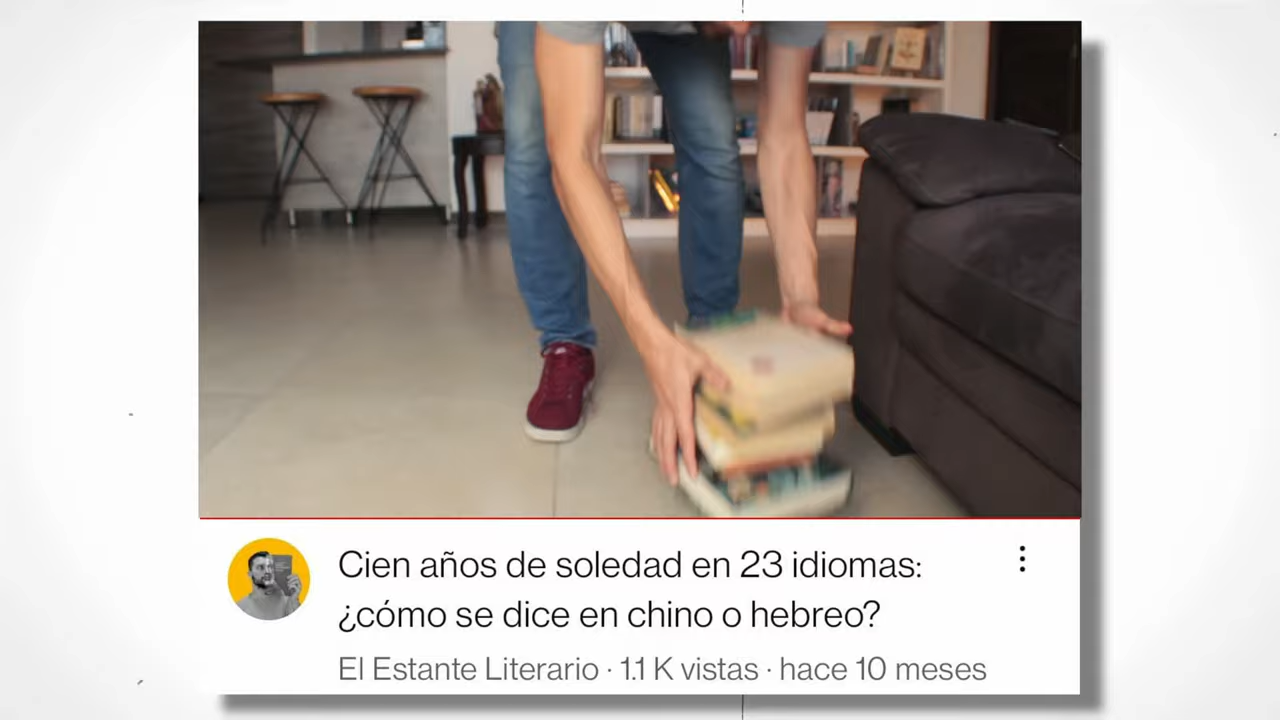 Cien años de soledad en 23 idiomas:
¿cómo se dice en chino o hebreo?
El Estante Literario · 1.1 K vistas · hace 10 meses